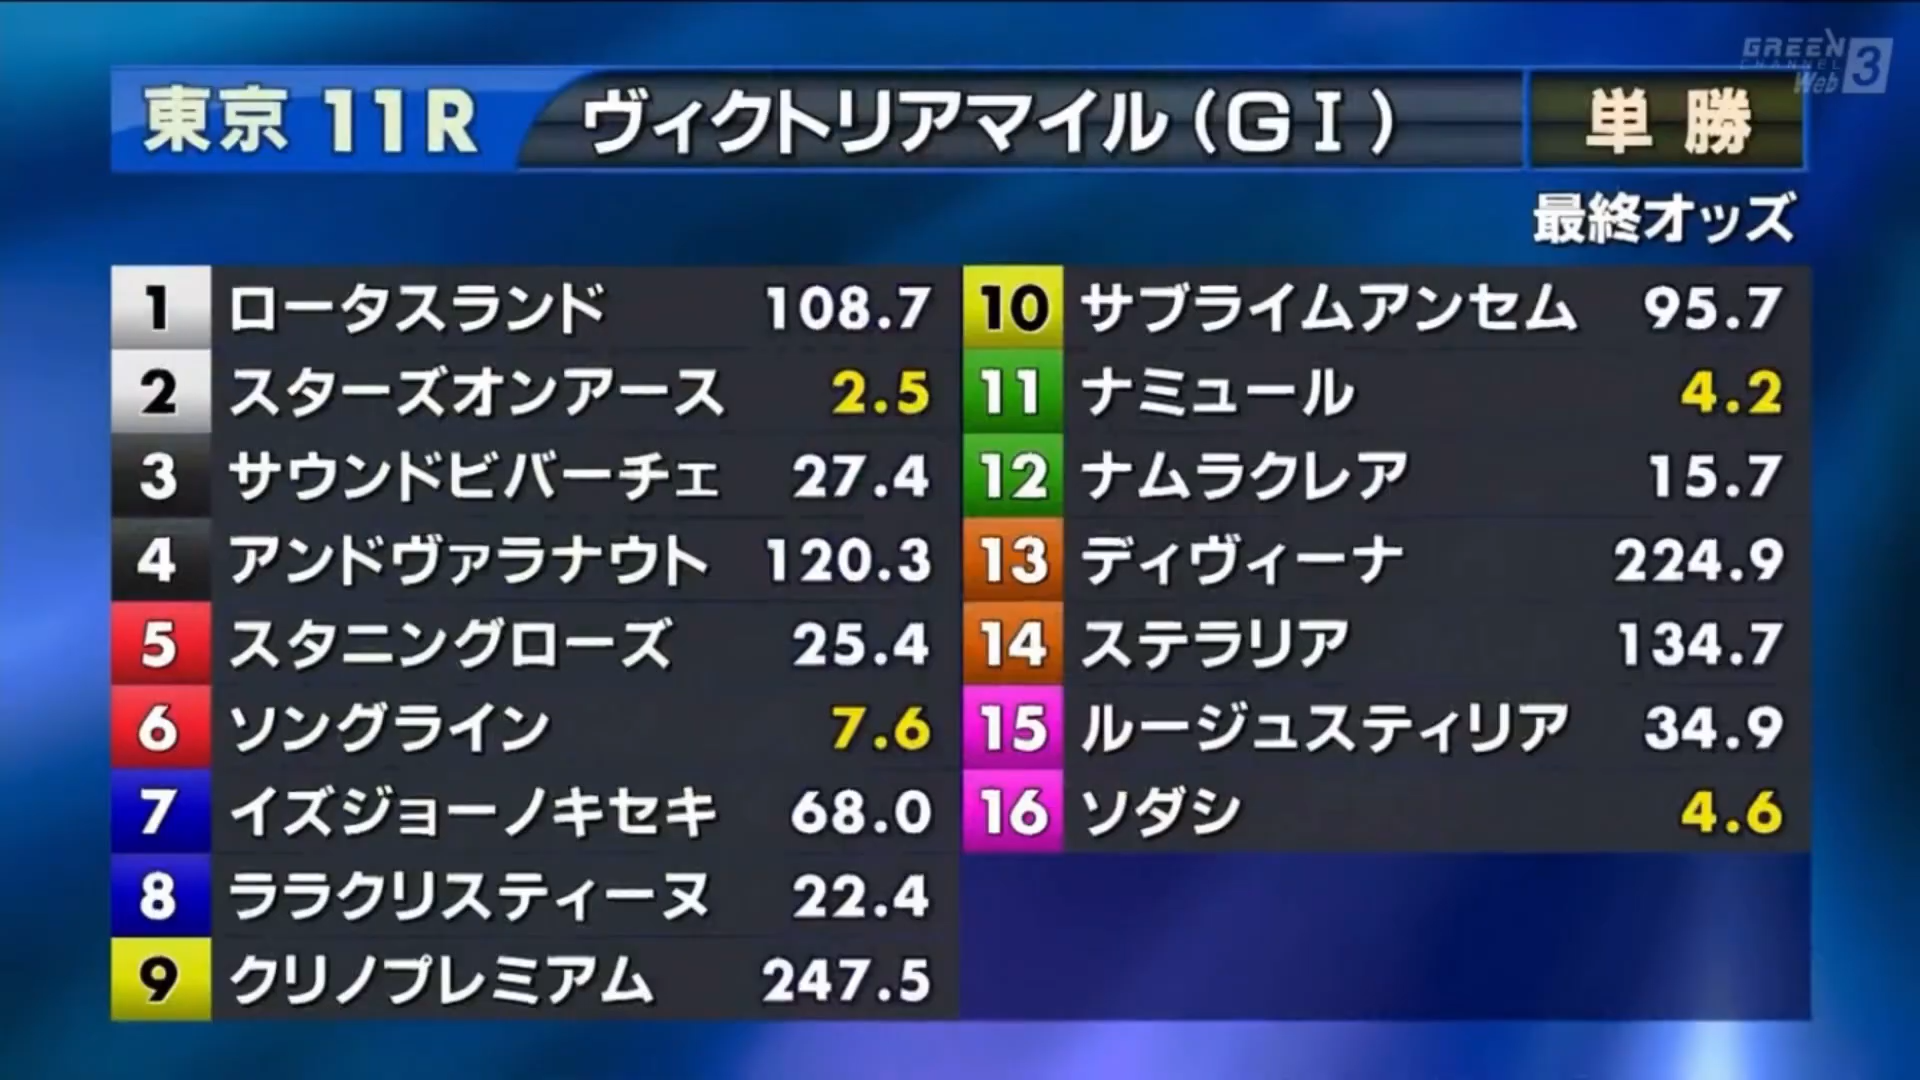 GREEN
CHANNEL
Web 3
東京 11R ヴィクトリアマイル(GⅠ) 単勝
最終オッズ
1 ロータスランド 108.7
2 スターズオンアース 2.5
3 サウンドビバーチェ 27.4
4 アンドヴァラナウト 120.3
5 スタニングローズ 25.4
6 ソングライン 7.6
7 イズジョーノキセキ 68.0
8 ララクリスティーヌ 22.4
9 クリノプレミアム 247.5
10 サブライムアンセム 95.7
11 ナミュール 4.2
12 ナムラクレア 15.7
13 ディヴィーナ 224.9
14 ステラリア 134.7
15 ルージュスティリア 34.9
16 ソダシ 4.6